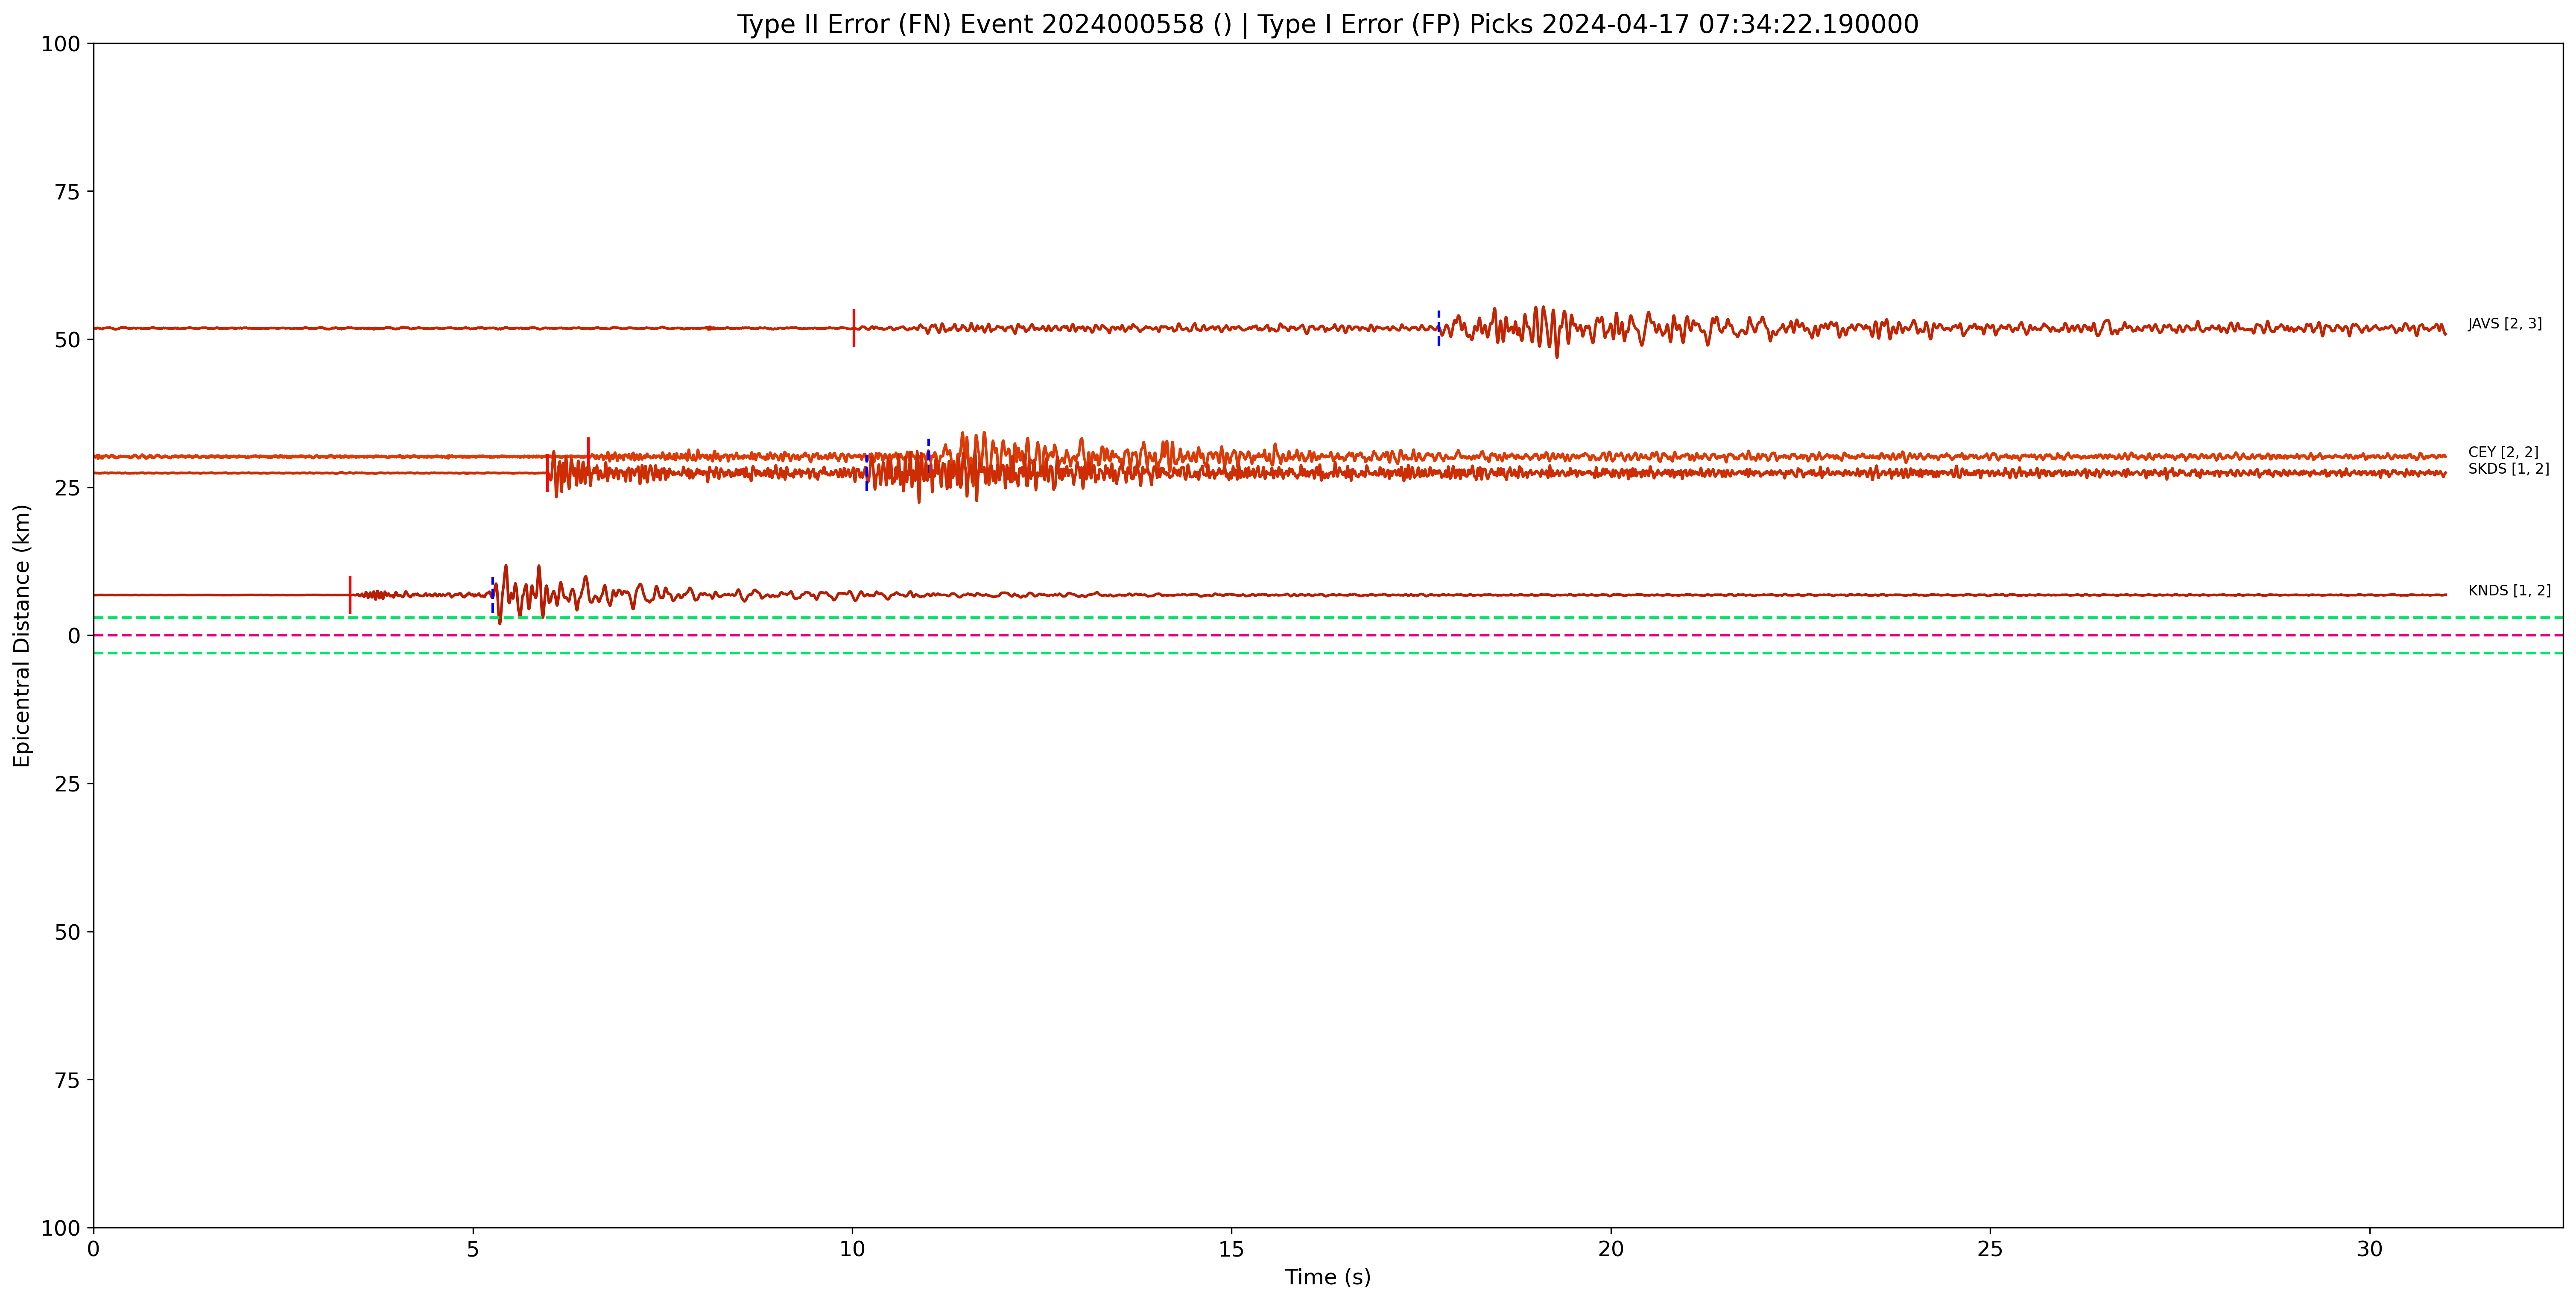 Type II Error (FN) Event 2024000558 () | Type I Error (FP) Picks 2024-04-17 07:34:22.190000
100
75
50
25
0
25
50
75
100
Epicentral Distance (km)
JAVS [2, 3]
CEY [2, 2]
SKDS [1, 2]
KNDS [1, 2]
0 5 10 15 20 25 30
Time (s)